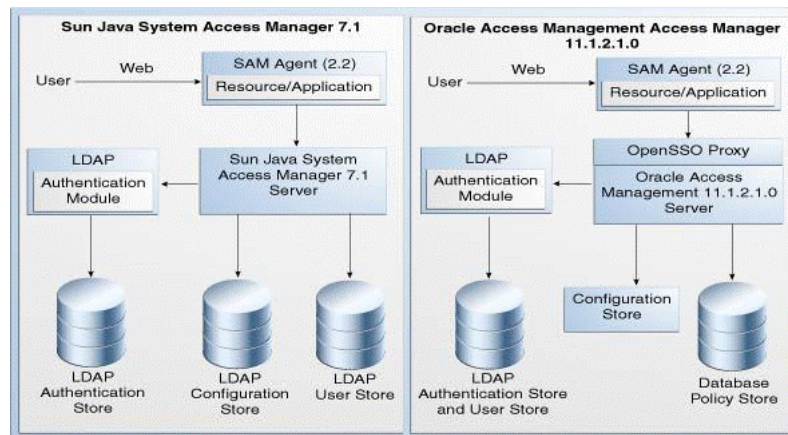 Sun Java System Access Manager 7.1
User
Web
SAM Agent (2.2)
Resource/Application
LDAP
Authentication
Module
Sun Java System
Access Manager 7.1
Server
LDAP
Authentication
Store
LDAP
Configuration
Store
LDAP
User Store
Oracle Access Management Access Manager
11.1.2.1.0
User
Web
SAM Agent (2.2)
Resource/Application
OpenSSO Proxy
LDAP
Authentication
Module
Oracle Access
Management 11.1.2.1.0
Server
Configuration
Store
LDAP
Authentication Store
and User Store
Database
Policy Store